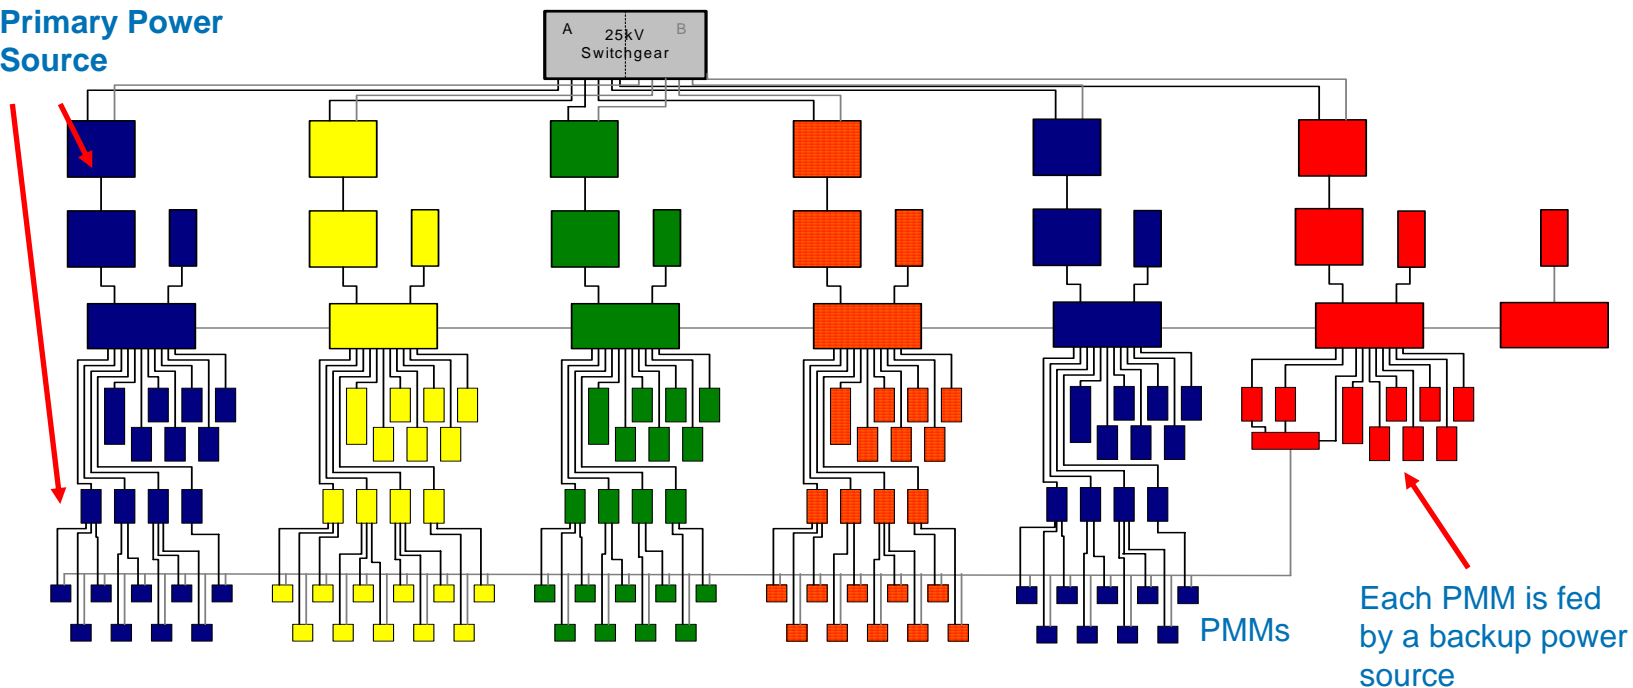 Primary Power
Source
A
25kV
B
Switchgear
PMMs
Each PMM is fed
by a backup power
source